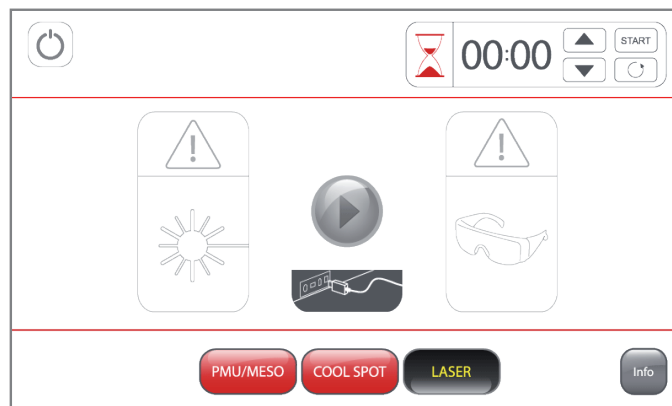 00:00
START
!
!
PMU/MESO
COOL SPOT
LASER
Info